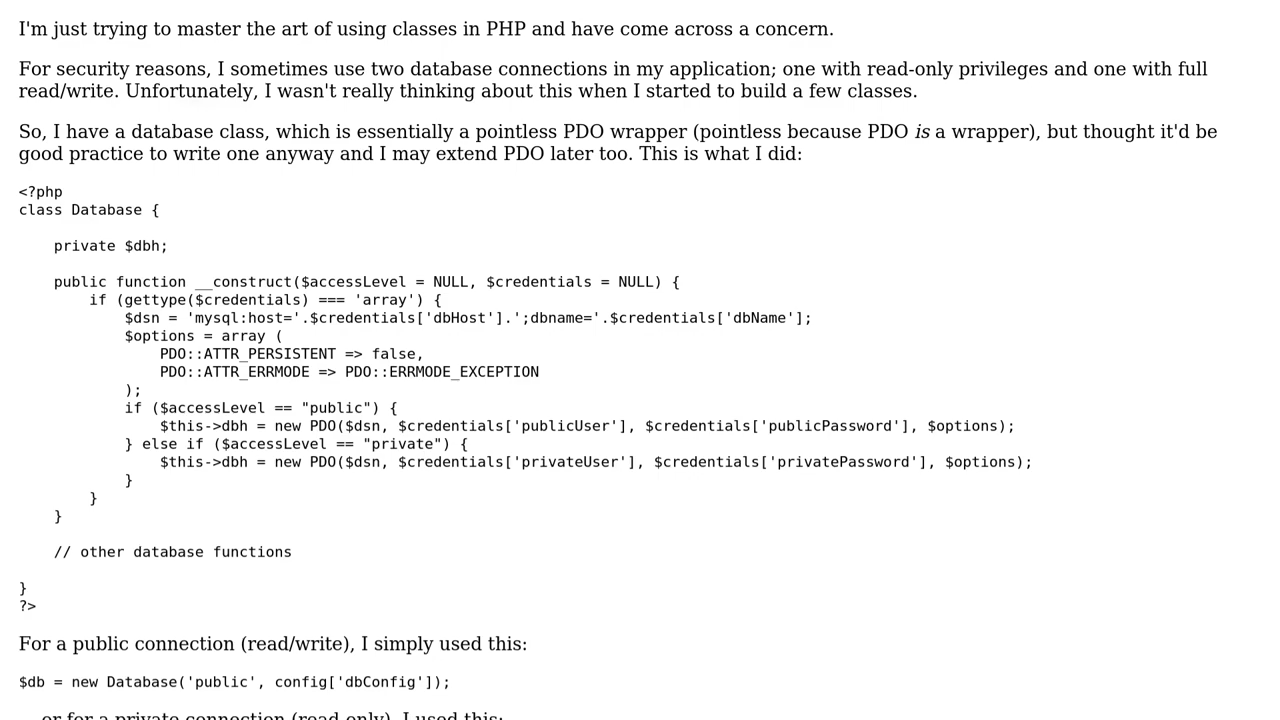 I'm just trying to master the art of using classes in PHP and have come across a concern.
For security reasons, I sometimes use two database connections in my application; one with read-only privileges and one with full
read/write. Unfortunately, I wasn't really thinking about this when I started to build a few classes.
So, I have a database class, which is essentially a pointless PDO wrapper (pointless because PDO is a wrapper), but thought it'd be
good practice to write one anyway and I may extend PDO later too. This is what I did:
<?php
class Database {
    private $dbh;
    public function __construct($accessLevel = NULL, $credentials = NULL) {
        if (gettype($credentials) === 'array') {
            $dsn = 'mysql:host='.$credentials['dbHost'].';dbname='.$credentials['dbName'];
            $options = array (
                PDO::ATTR_PERSISTENT => false,
                PDO::ATTR_ERRMODE => PDO::ERRMODE_EXCEPTION
            );
            if ($accessLevel == "public") {
                $this->dbh = new PDO($dsn, $credentials['publicUser'], $credentials['publicPassword'], $options);
            } else if ($accessLevel == "private") {
                $this->dbh = new PDO($dsn, $credentials['privateUser'], $credentials['privatePassword'], $options);
            }
        }
    }
    // other database functions
}
?>
For a public connection (read/write), I simply used this:
$db = new Database('public', config['dbConfig']);
or for a private connection (read only), I used this: